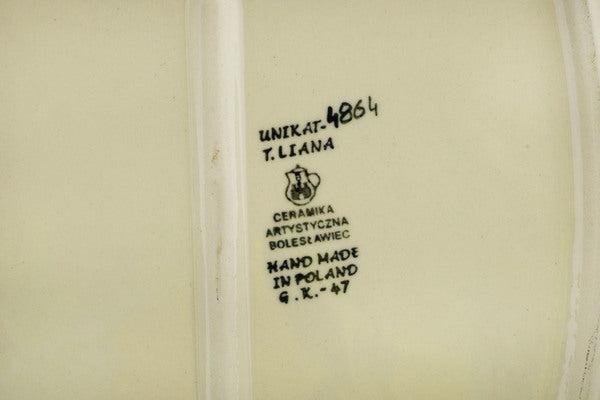 UNIKAT-4864
T.LIANA
CERAMIKA
ARTYSTYCZNA
BOLESŁAWIEC
HAND MADE
IN POLAND
G.K.-47